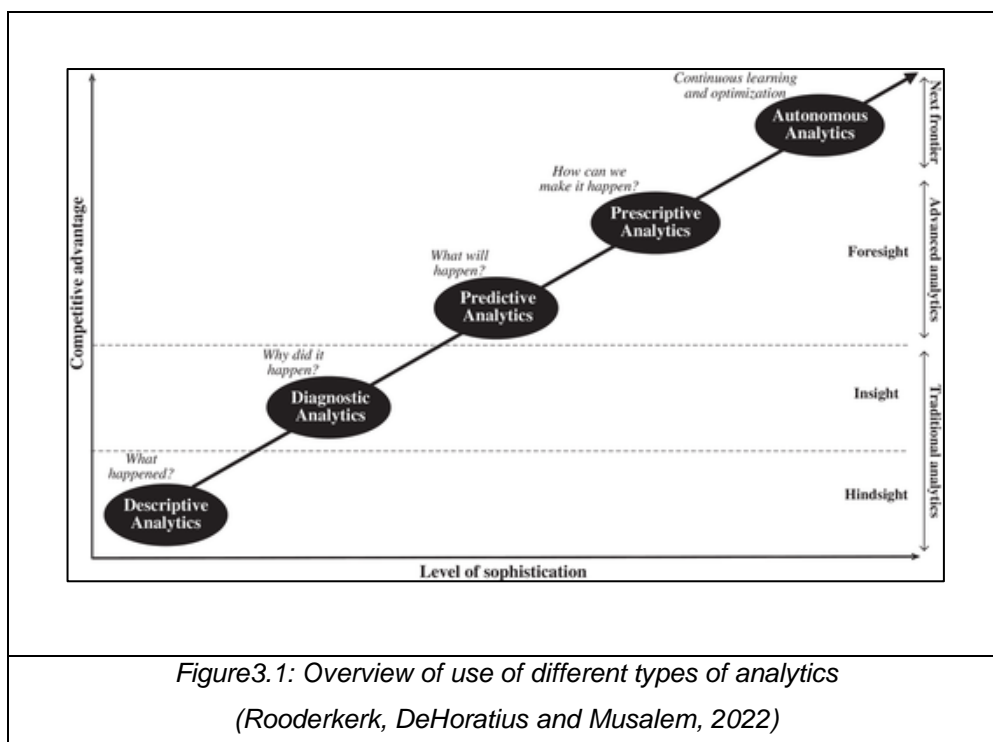 Continuous learning
and optimization
Autonomous
Analytics
Next frontier
How can we
make it happen?
Prescriptive
Analytics
Advanced analytics
Foresight
What will
happen?
Predictive
Analytics
Competitive advantage
Why did it
happen?
Diagnostic
Analytics
Insight
Traditional analytics
What
happened?
Descriptive
Analytics
Hindsight
Level of sophistication
Figure3.1: Overview of use of different types of analytics
(Rooderkerk, DeHoratius and Musalem, 2022)